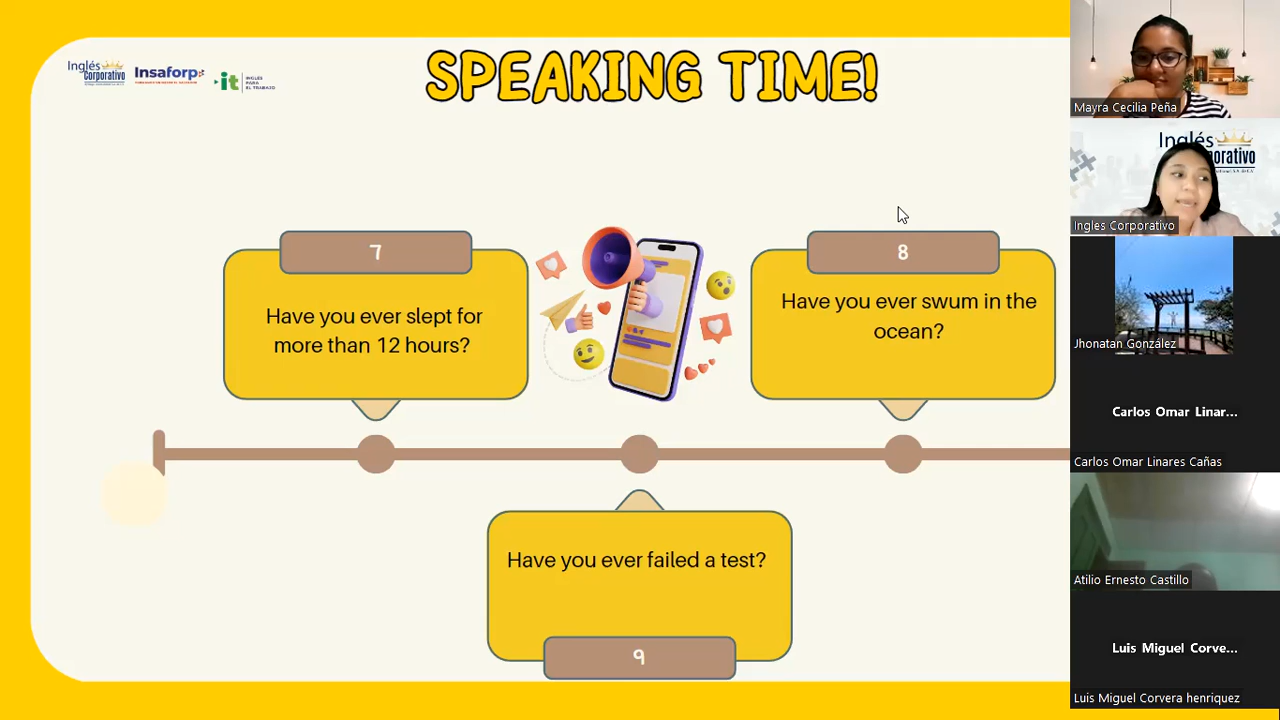 Inglés
Corporativo
Insaforp
it
INGLÉS
PARA
EL TRABAJO
SPEAKING TIME!
7
Have you ever slept for
more than 12 hours?
8
Have you ever swum in the
ocean?
Have you ever failed a test?
9
Mayra Cecilia Peña
Inglés
porativo
Ingles Corporativo
Jhonatan González
Carlos Omar Linar...
Carlos Omar Linares Cañas
Atilio Ernesto Castillo
Luis Miguel Corve...
Luis Miguel Corvera henriquez